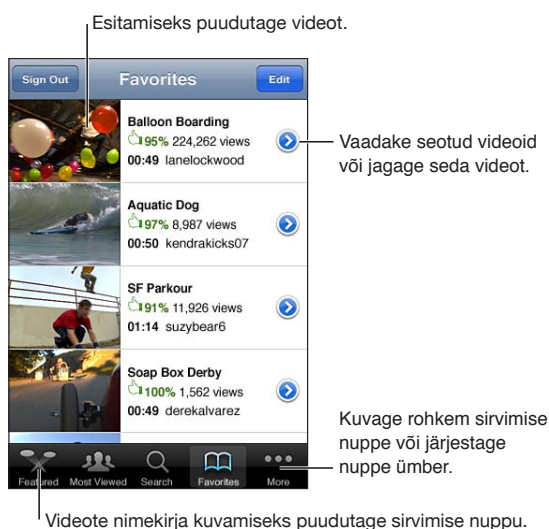 Esitamiseks puudutage videot.
Sign Out
Favorites
Edit
Balloon Boarding
95% 224,262 views
00:49 lanelockwood
Vaadake seotud videoid
või jagage seda videot.
Aquatic Dog
97% 8,987 views
00:50 kendrakicks07
SF Parkour
91% 11,926 views
01:14 suzybear6
Soap Box Derby
100% 1,562 views
00:49 derekalvarez
Kuvage rohkem sirvimise
nuppe või järjestage
nuppe ümber.
Featured Most Viewed Search Favorites More
Videote nimekirja kuvamiseks puudutage sirvimise nuppu.